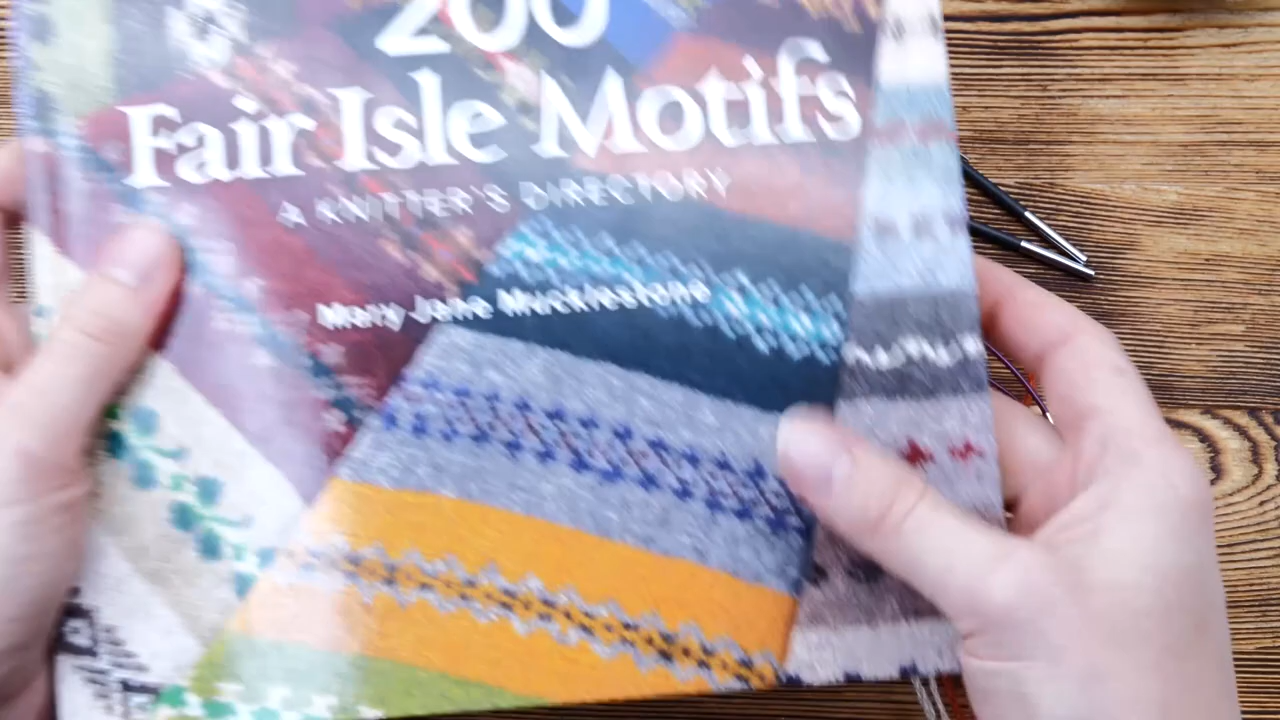 200
Fair Isle Motifs
A KNITTER'S DIRECTORY
Mary Jane Mucklestone